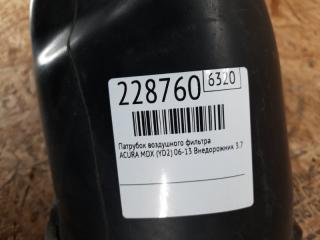 228760 6320
Патрубок воздушного фильтра
ACURA MDX (YD2) 06-13 Внедорожник 3.7